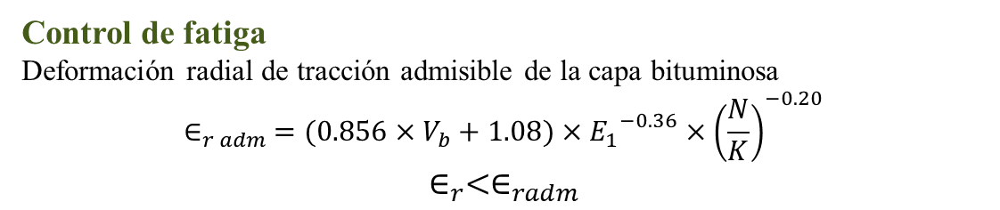 Control de fatiga
Deformación radial de tracción admisible de la capa bituminosa
∈r adm = (0.856 × Vb + 1.08) × E1^−0.36 × (N/K)^−0.20
∈r<∈radm